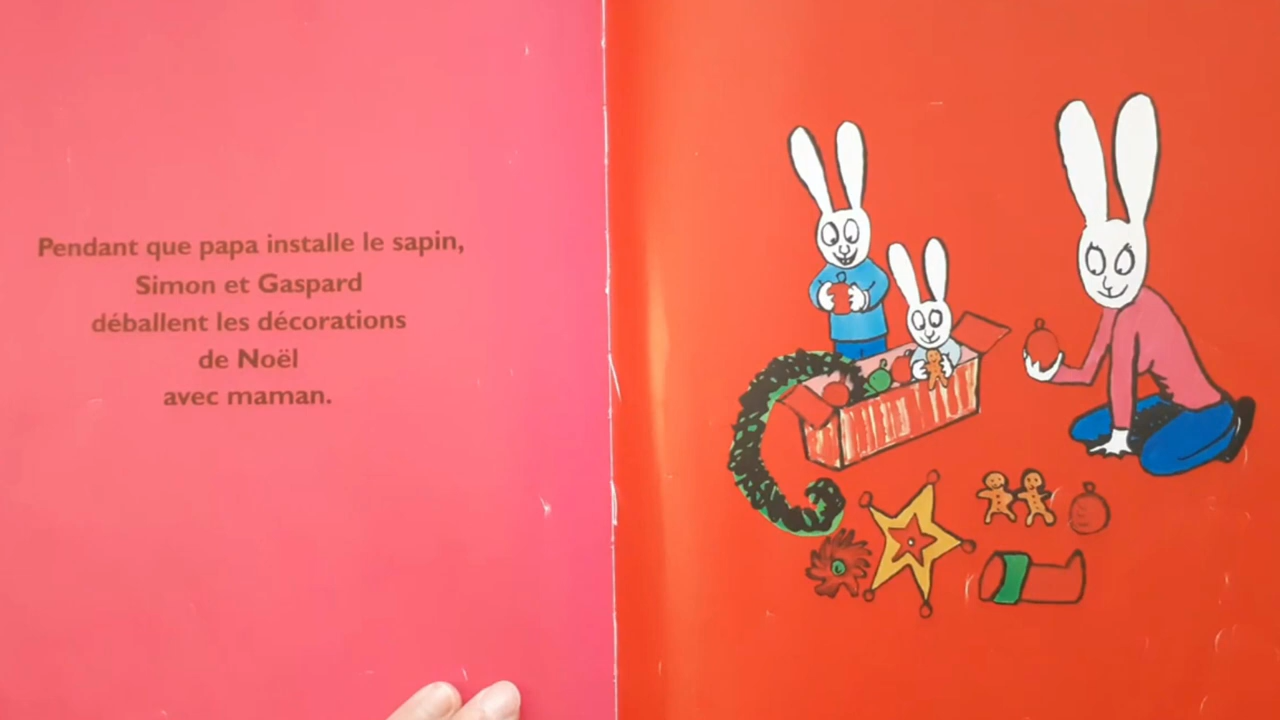 Pendant que papa installe le sapin,
Simon et Gaspard
déballent les décorations
de Noël
avec maman.